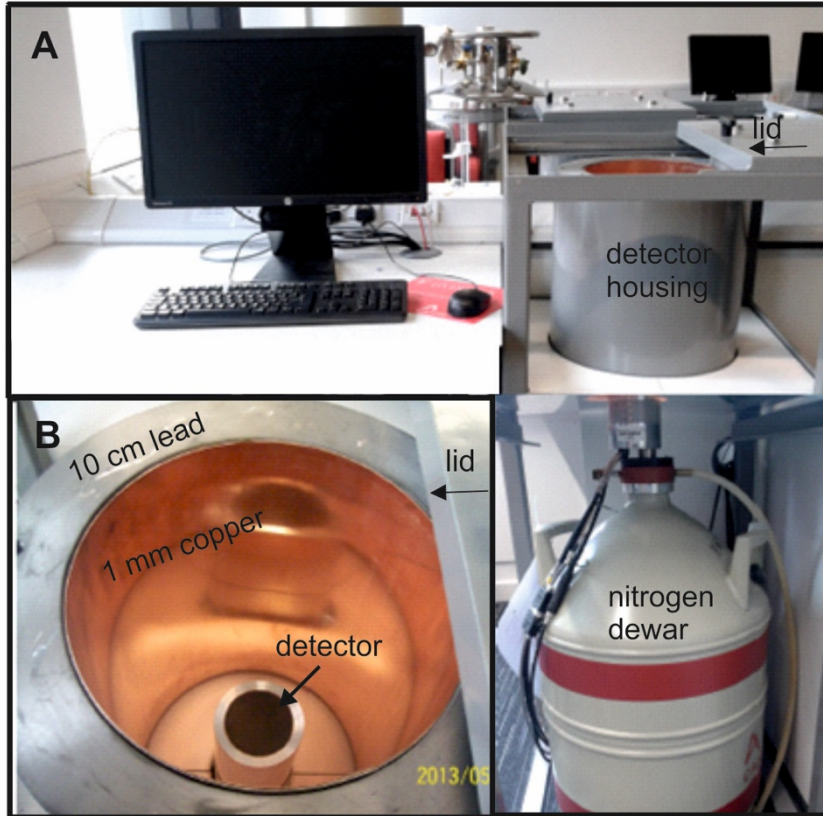 A
lid
detector
housing
B
10 cm lead
lid
1 mm copper
detector
2013/05
nitrogen
dewar